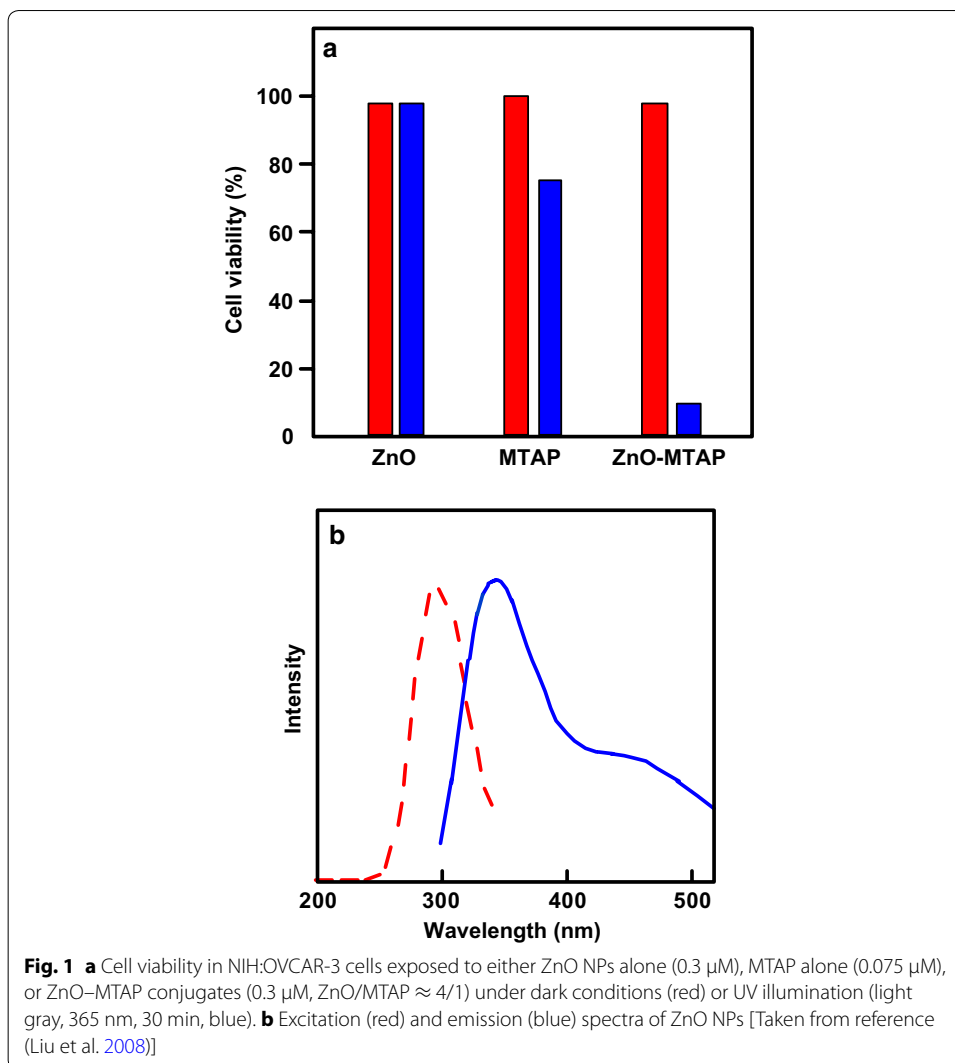 a
100
80
60
40
20
0
Cell viability (%)
ZnO MTAP ZnO-MTAP
b
Intensity
200 300 400 500
Wavelength (nm)
Fig. 1 a Cell viability in NIH:OVCAR-3 cells exposed to either ZnO NPs alone (0.3 µM), MTAP alone (0.075 µM),
or ZnO–MTAP conjugates (0.3 µM, ZnO/MTAP ≈ 4/1) under dark conditions (red) or UV illumination (light
gray, 365 nm, 30 min, blue). b Excitation (red) and emission (blue) spectra of ZnO NPs [Taken from reference
(Liu et al. 2008)]